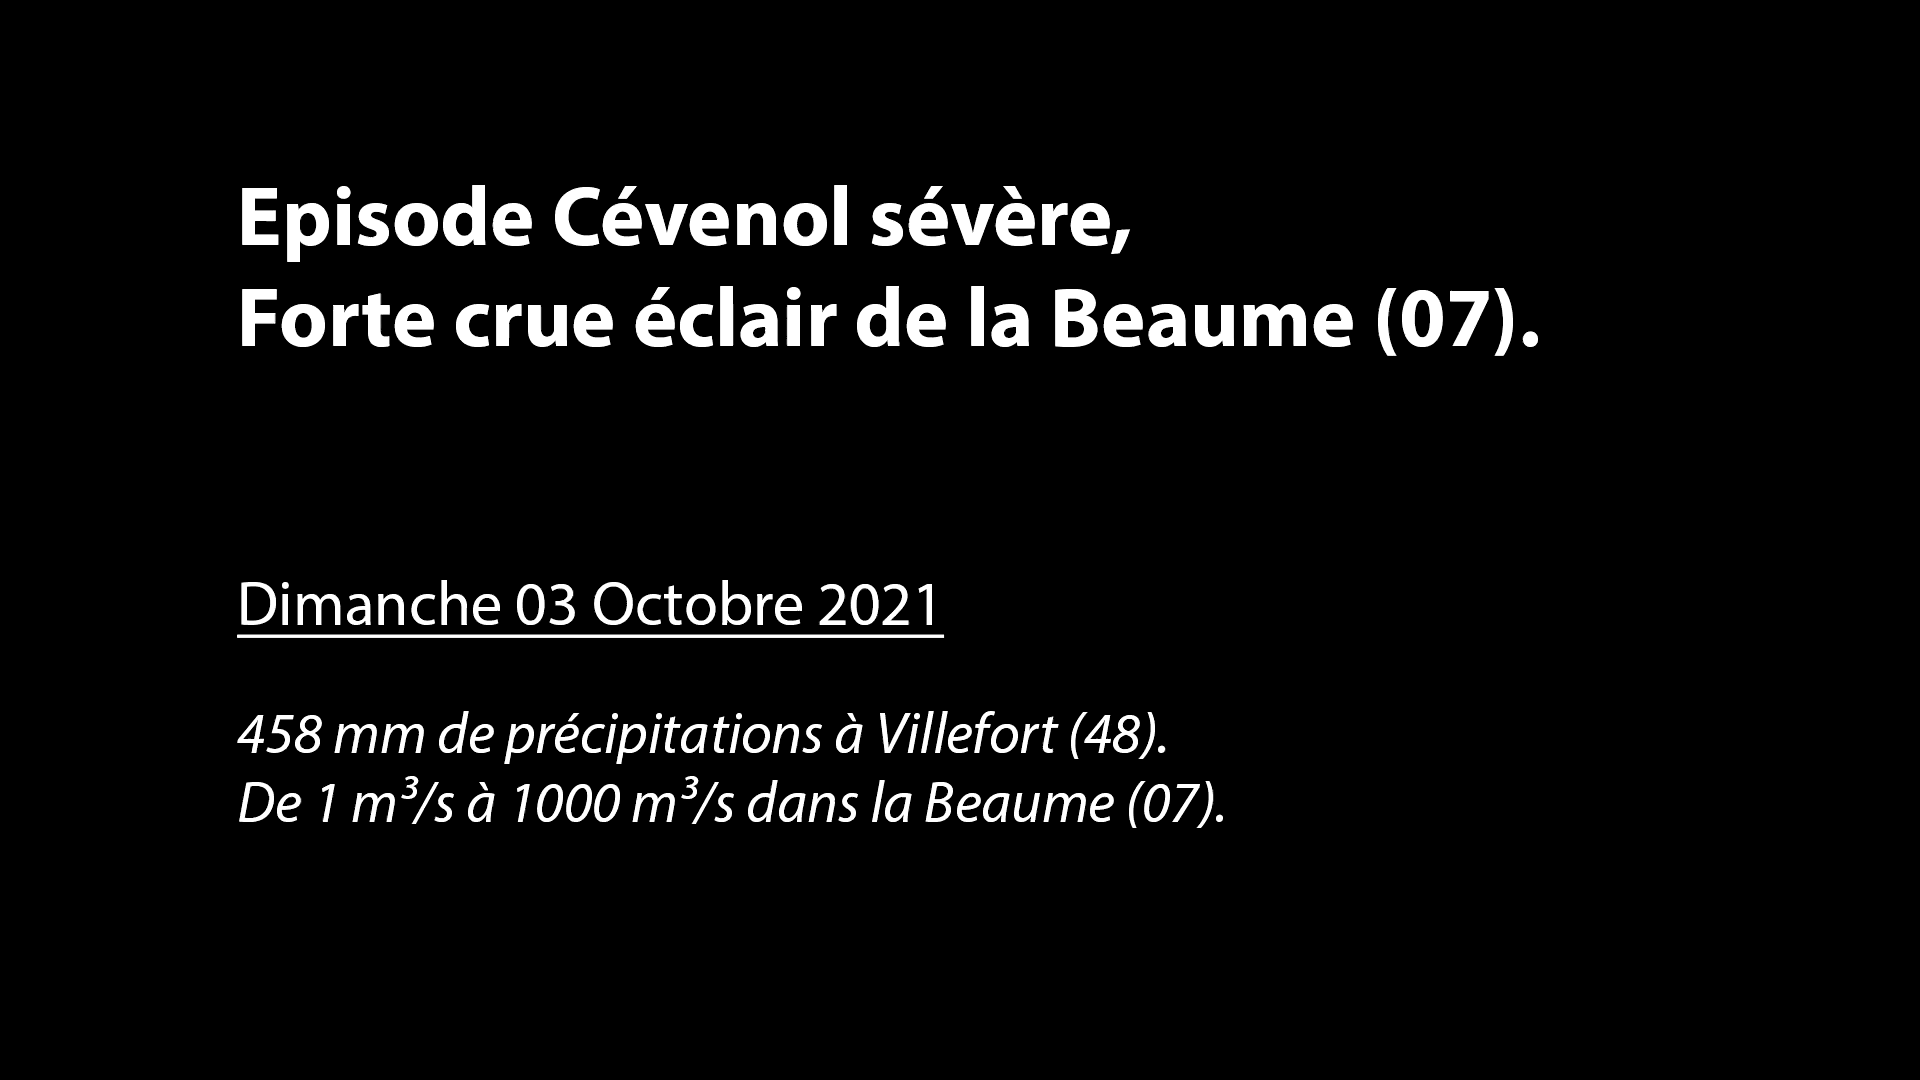 Episode Cévenol sévère,
Forte crue éclair de la Beaume (07).
Dimanche 03 Octobre 2021
458 mm de précipitations à Villefort (48).
De 1 m³/s à 1000 m³/s dans la Beaume (07).